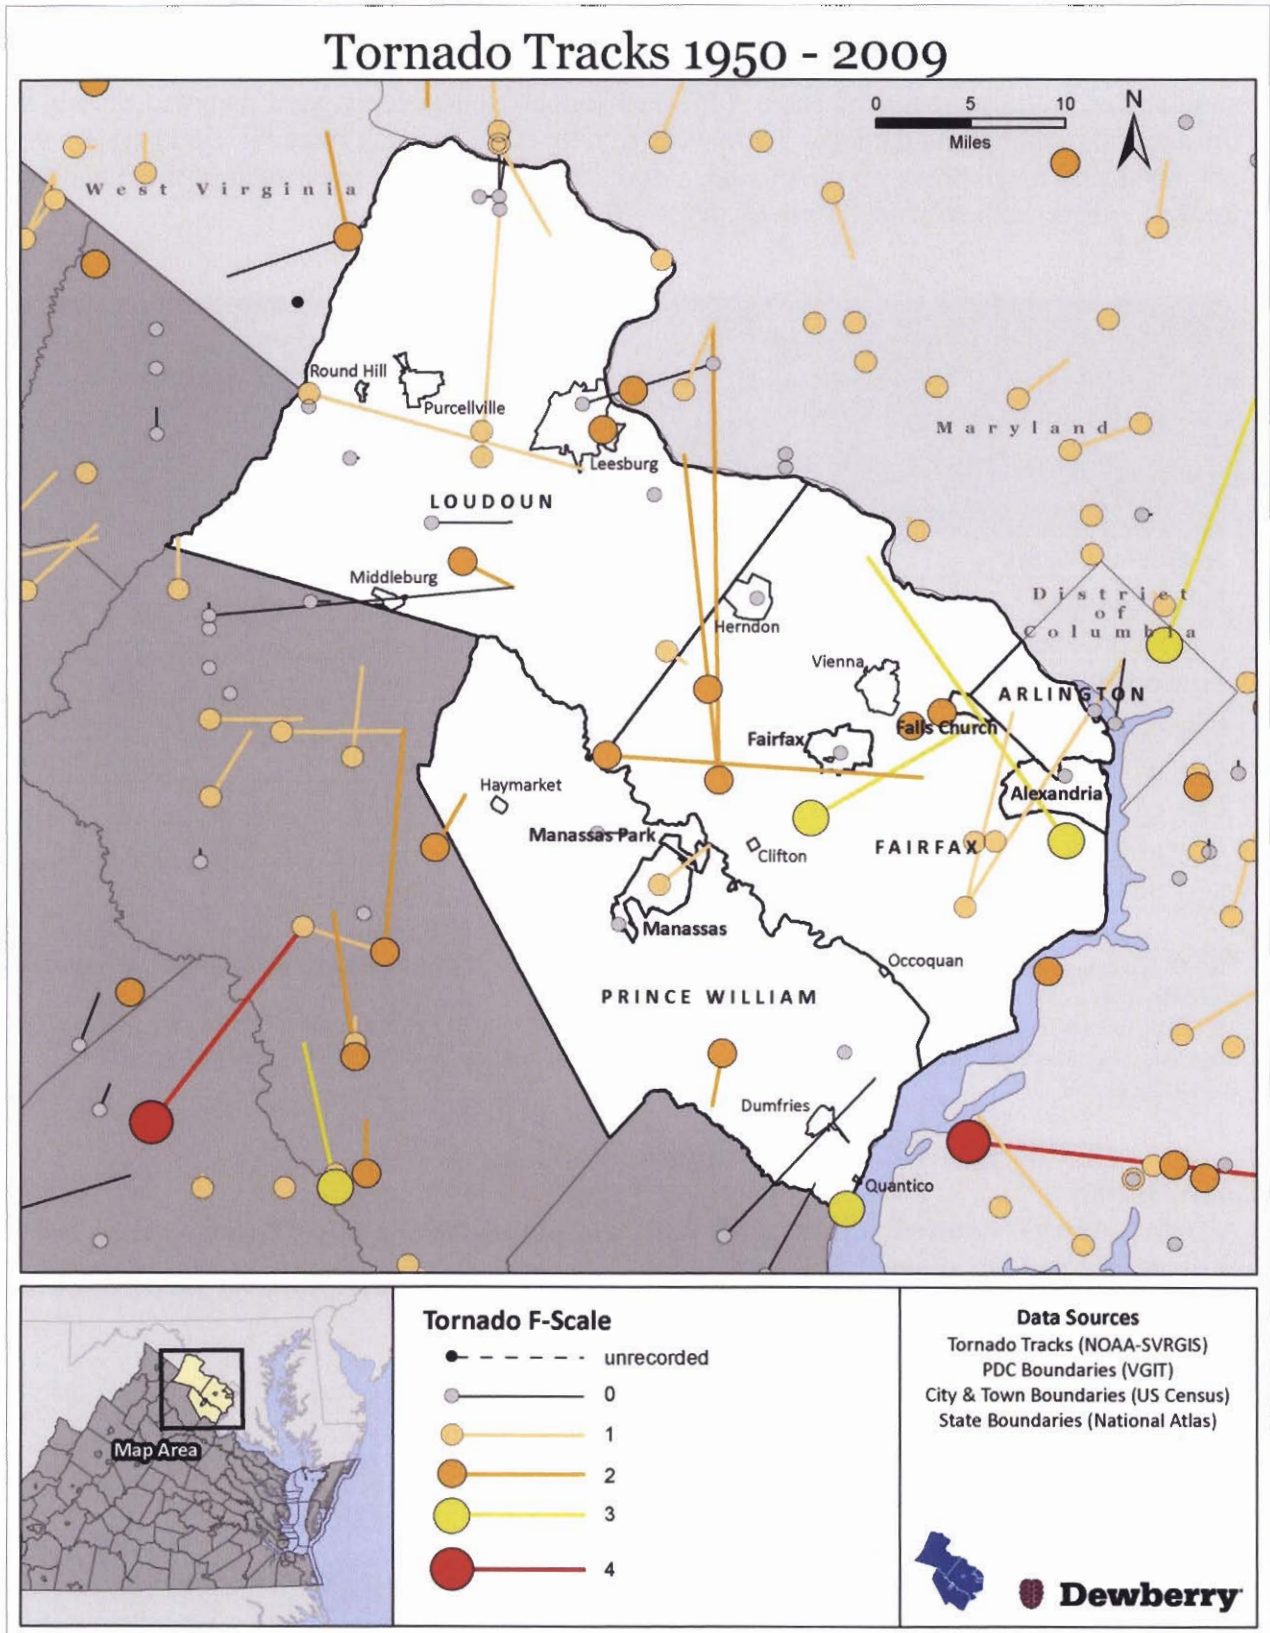 Tornado Tracks 1950 - 2009
0 5 10
Miles
N
West Virginia
Round Hill
Purcellville
Leesburg
Maryland
LOUDOUN
Middleburg
District
of
Columbia
Herndon
Vienna
ARLINGTON
Falls Church
Fairfax
Haymarket
Alexandria
Manassas Park
FAIRFAX
Clifton
Manassas
Occoquan
PRINCE WILLIAM
Dumfries
Quantico
Map Area
Tornado F-Scale
unrecorded
0
1
2
3
4
Data Sources
Tornado Tracks (NOAA-SVRGIS)
PDC Boundaries (VGIT)
City & Town Boundaries (US Census)
State Boundaries (National Atlas)
Dewberry